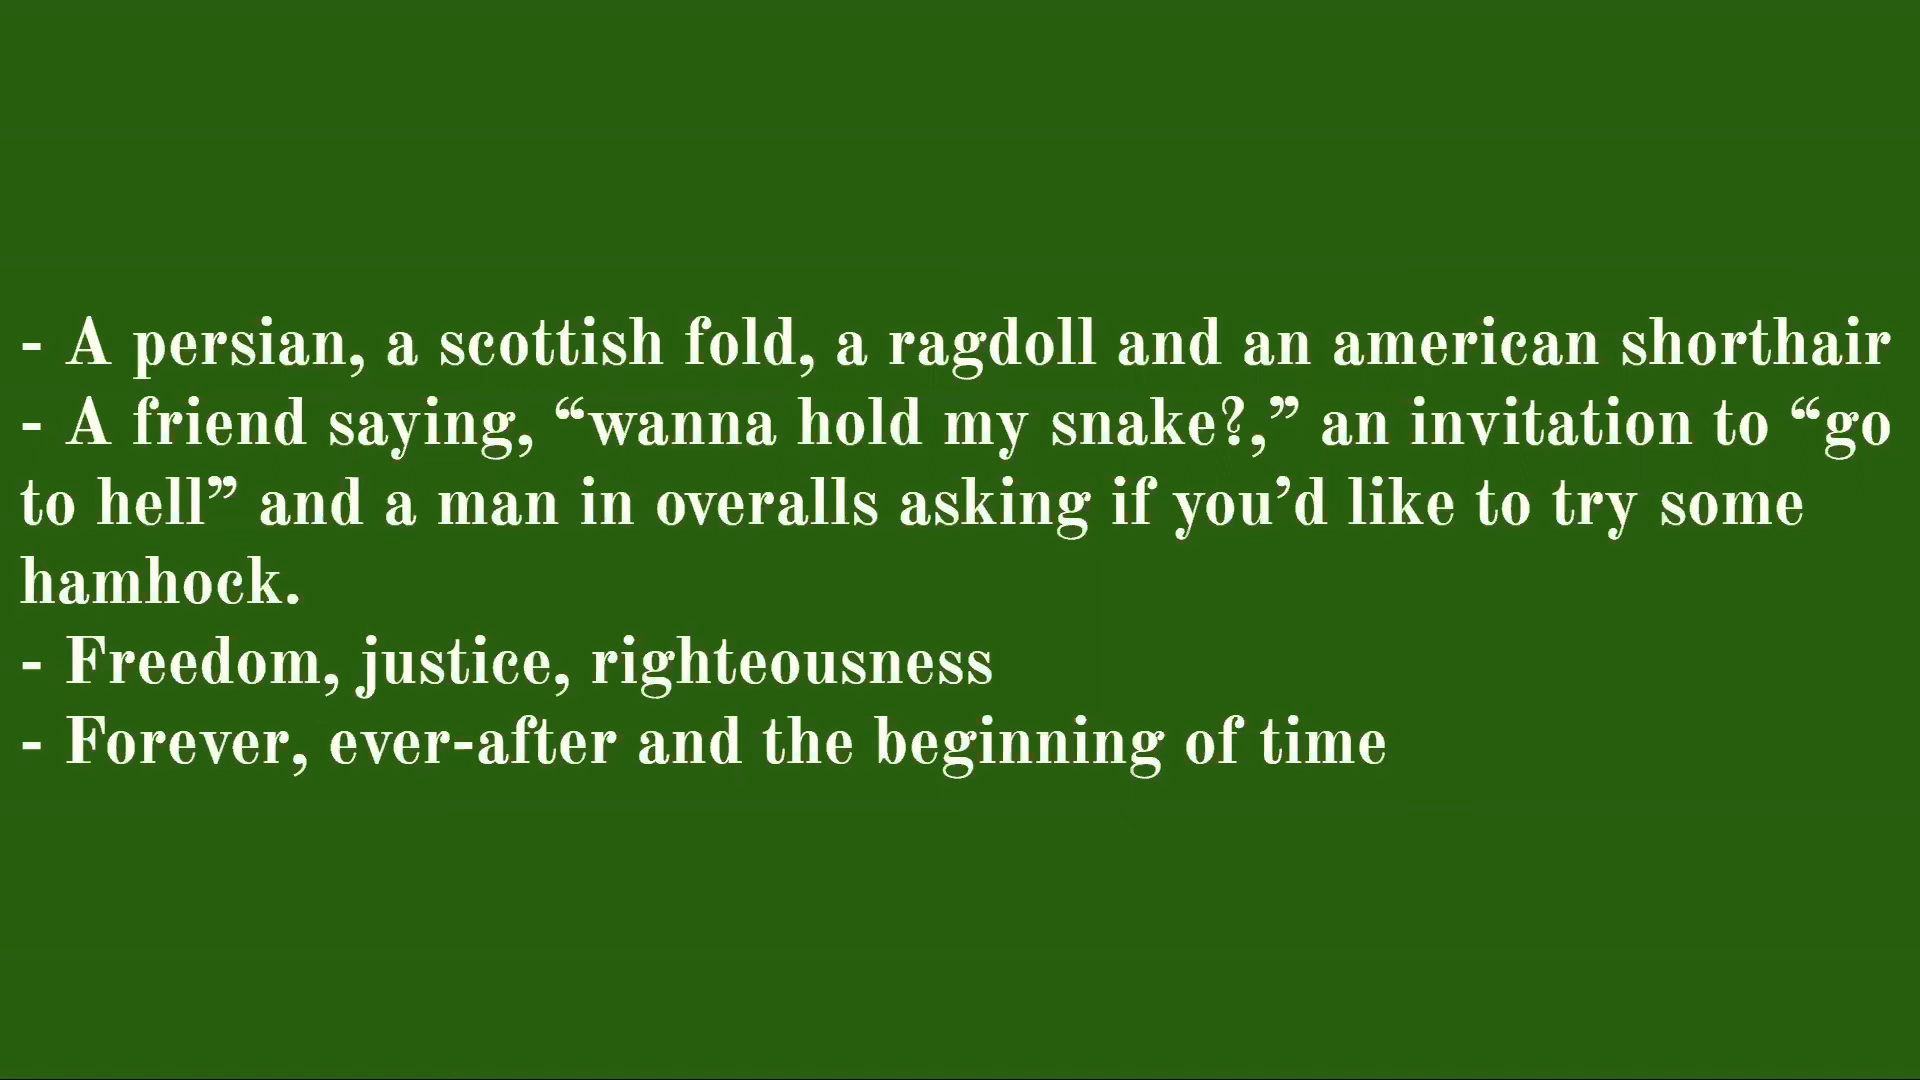 - A persian, a scottish fold, a ragdoll and an american shorthair
- A friend saying, “wanna hold my snake?,” an invitation to “go
to hell” and a man in overalls asking if you’d like to try some
hamhock.
- Freedom, justice, righteousness
- Forever, ever-after and the beginning of time